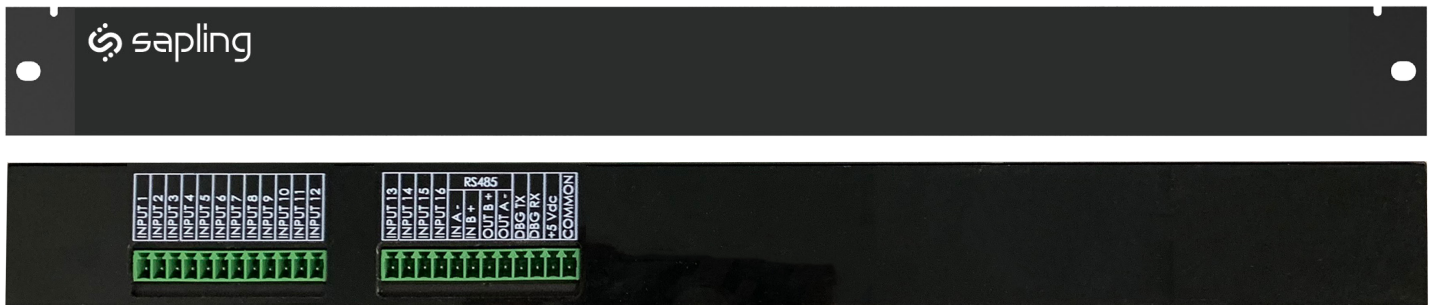 sapling
INPUT 1
INPUT 2
INPUT 3
INPUT 4
INPUT 5
INPUT 6
INPUT 7
INPUT 8
INPUT 9
INPUT 10
INPUT 11
INPUT 12
INPUT 13
INPUT 14
INPUT 15
INPUT 16
RS485
IN A -
IN B +
OUT B +
OUT A -
DBG TX
DBG RX
+5 Vdc
COMMON